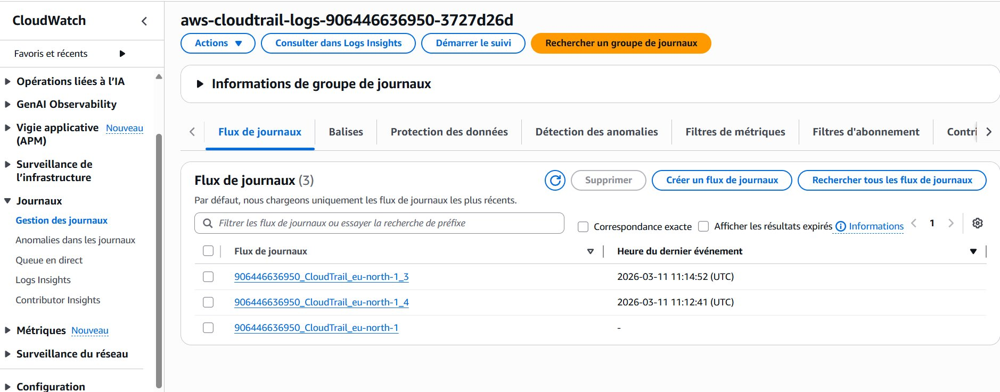 CloudWatch
Favoris et récents
Opérations liées à l’IA
GenAI Observability
Vigie applicative Nouveau
(APM)
Surveillance de
l’infrastructure
Journaux
Gestion des journaux
Anomalies dans les journaux
Queue en direct
Logs Insights
Contributor Insights
Métriques Nouveau
Surveillance du réseau
Configuration
aws-cloudtrail-logs-906446636950-3727d26d
Actions Consulter dans Logs Insights Démarrer le suivi Rechercher un groupe de journaux
Informations de groupe de journaux
Flux de journaux Balises Protection des données Détection des anomalies Filtres de métriques Filtres d'abonnement Contri
Flux de journaux (3) Supprimer Créer un flux de journaux Rechercher tous les flux de journaux
Par défaut, nous chargeons uniquement les flux de journaux les plus récents.
Filtrer les flux de journaux ou essayer la recherche de préfixe Correspondance exacte Afficher les résultats expirés Informations 1
Flux de journaux Heure du dernier événement
906446636950_CloudTrail_eu-north-1_3 2026-03-11 11:14:52 (UTC)
906446636950_CloudTrail_eu-north-1_4 2026-03-11 11:12:41 (UTC)
906446636950_CloudTrail_eu-north-1 -